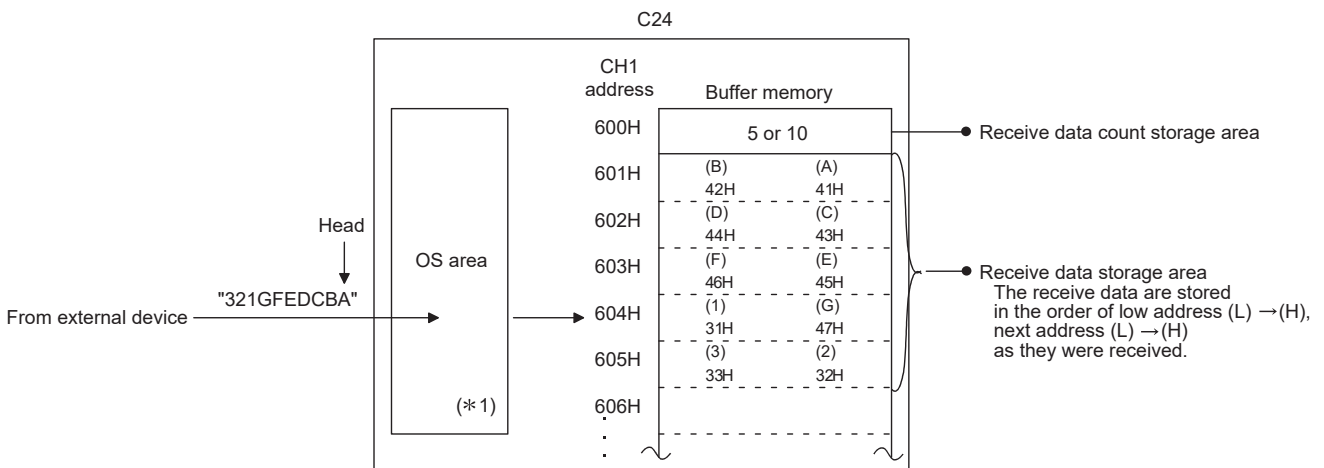 C24
CH1
address
Buffer memory
600H
5 or 10
Receive data count storage area
601H
(B)
(A)
42H
41H
602H
(D)
(C)
44H
43H
Head
603H
(F)
(E)
46H
45H
OS area
Receive data storage area
The receive data are stored
in the order of low address (L) →(H),
next address (L) →(H)
as they were received.
"321GFEDCBA"
From external device
604H
(1)
(G)
31H
47H
605H
(3)
(2)
33H
32H
(*1)
606H